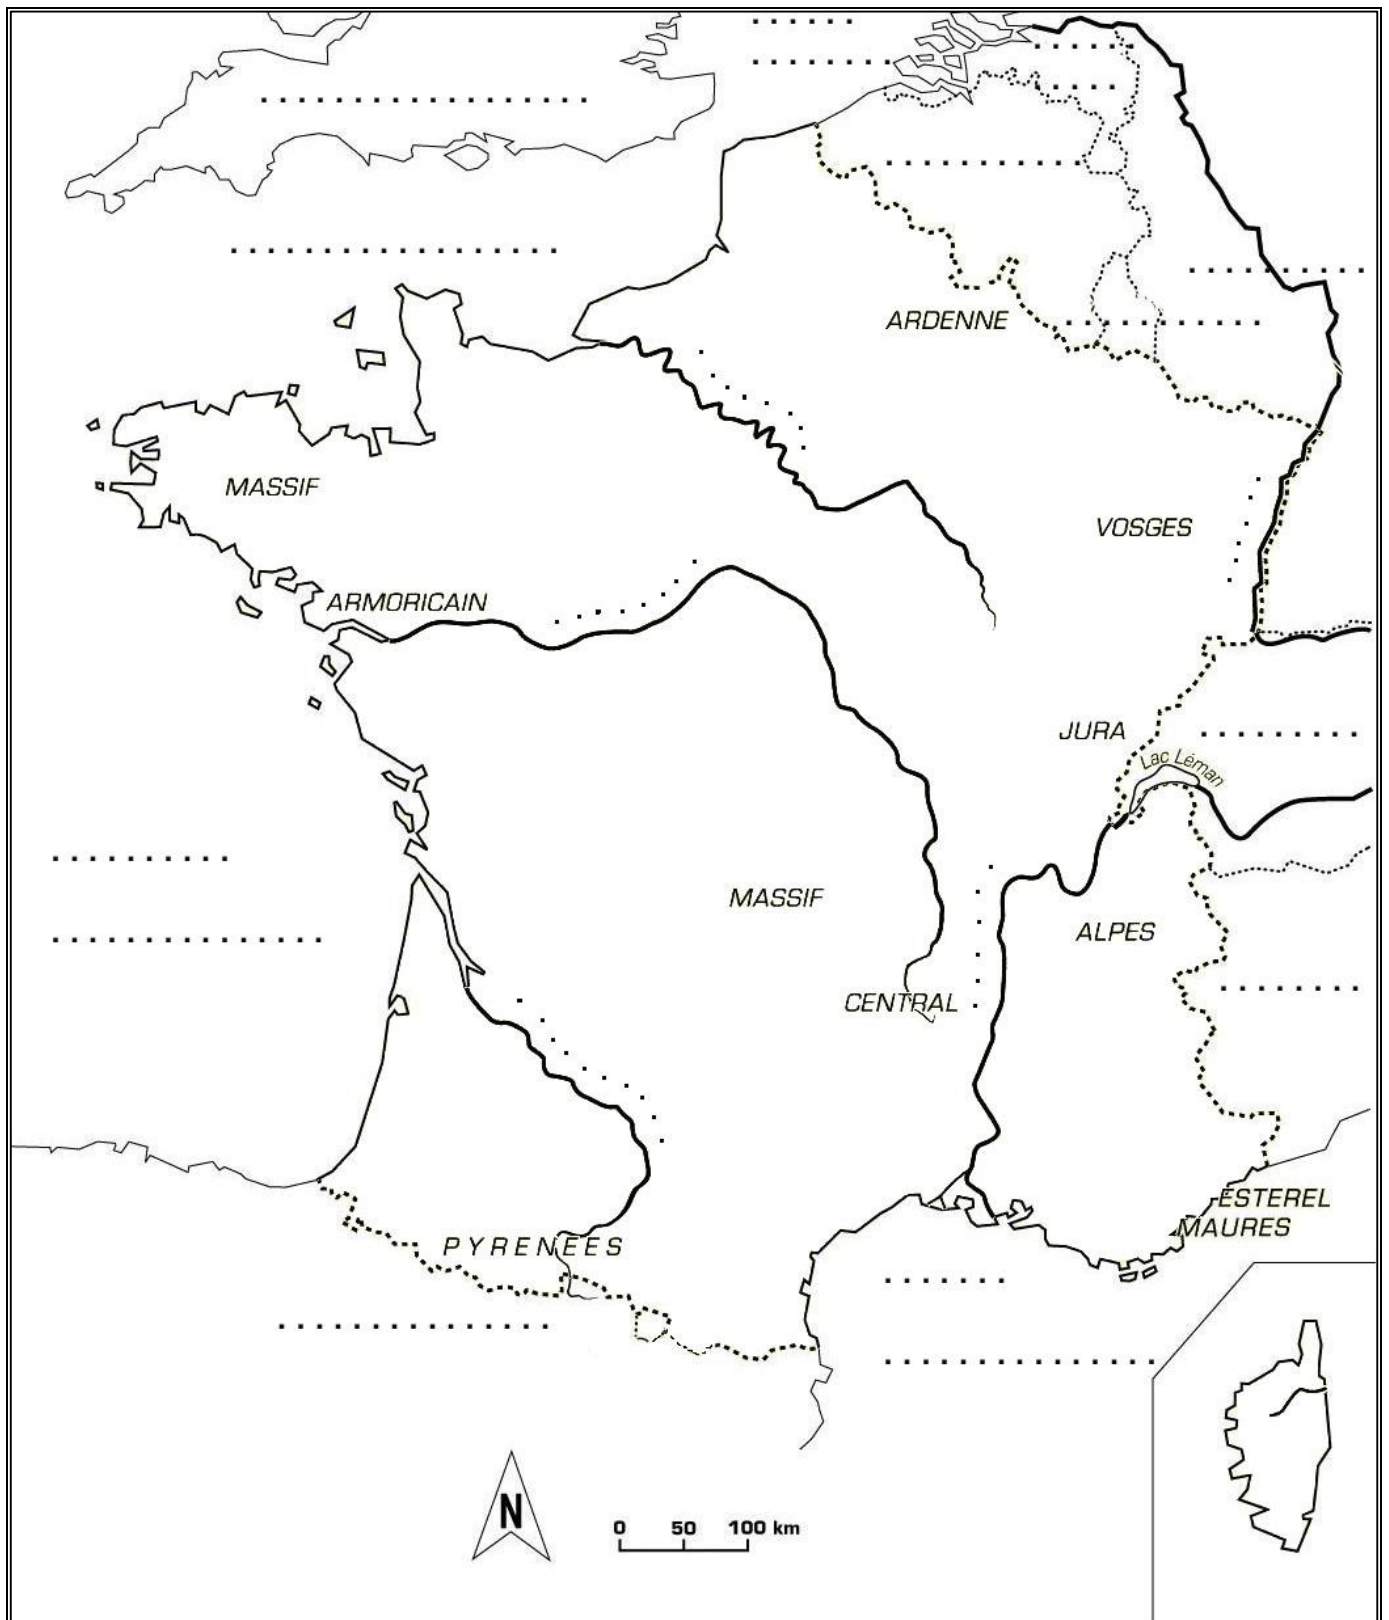 ARDENNE
MASSIF
VOSGES
ARMORICAIN
JURA
Lac Léman
MASSIF
ALPES
CENTRAL
ESTEREL
MAURES
PYRENEES
N
0 50 100 km